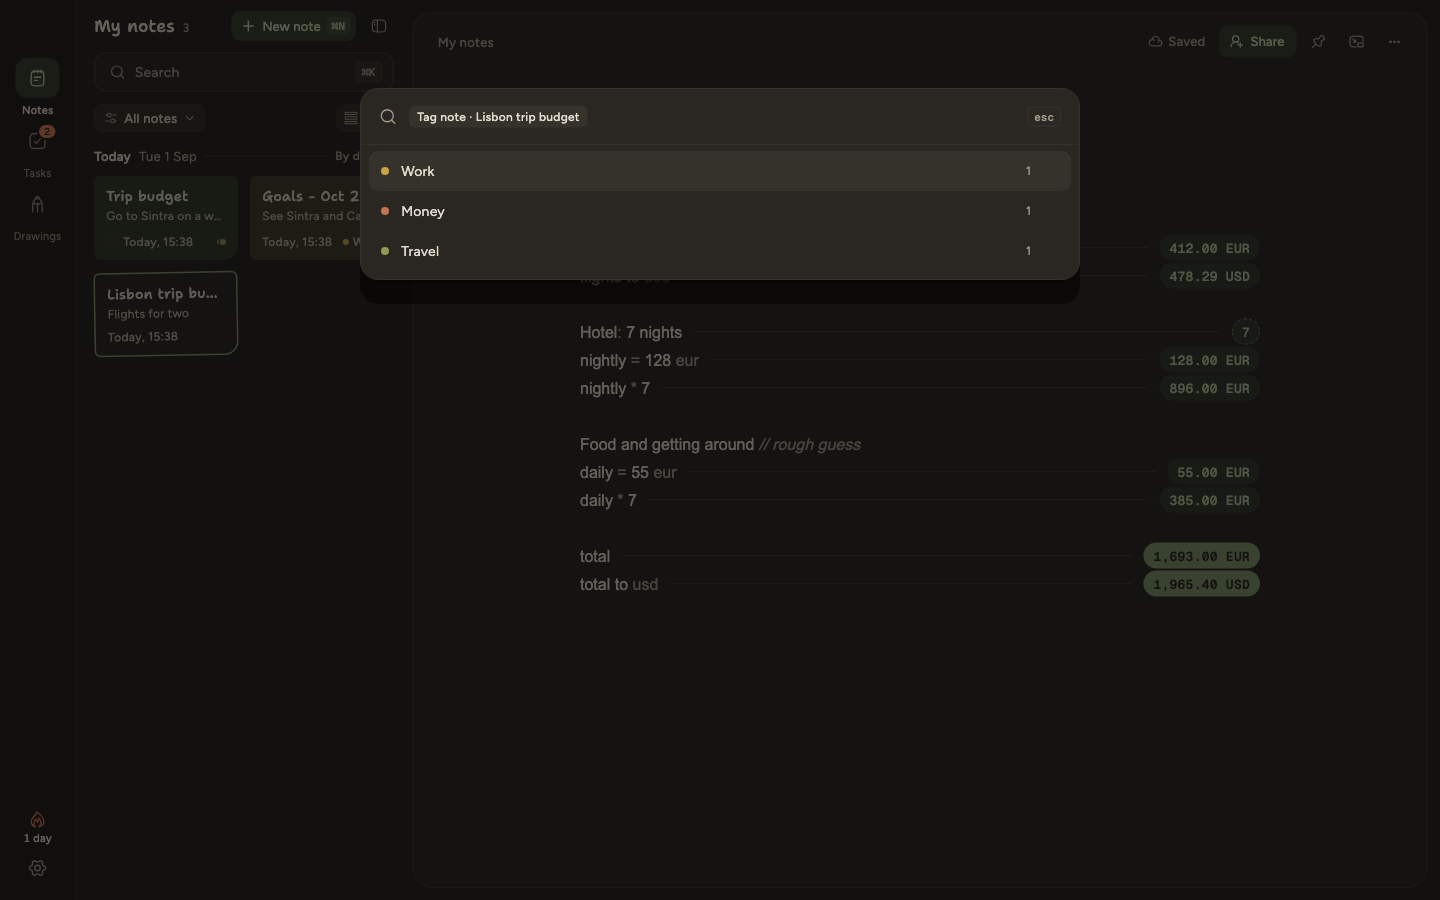 My notes 3
New note ⌘N
Search ⌘K
All notes
Today Tue 1 Sep
By d
Trip budget
Go to Sintra on a w...
Today, 15:38
Goals - Oct 2
See Sintra and Ca
Today, 15:38 W
Lisbon trip bu...
Flights for two
Today, 15:38
Notes
2
Tasks
Drawings
1 day
My notes
Saved
Share
Tag note · Lisbon trip budget
esc
Work 1
Money 1
Travel 1
412.00 EUR
flights to usd 478.29 USD
Hotel: 7 nights 7
nightly = 128 eur 128.00 EUR
nightly * 7 896.00 EUR
Food and getting around // rough guess
daily = 55 eur 55.00 EUR
daily * 7 385.00 EUR
total 1,693.00 EUR
total to usd 1,965.40 USD